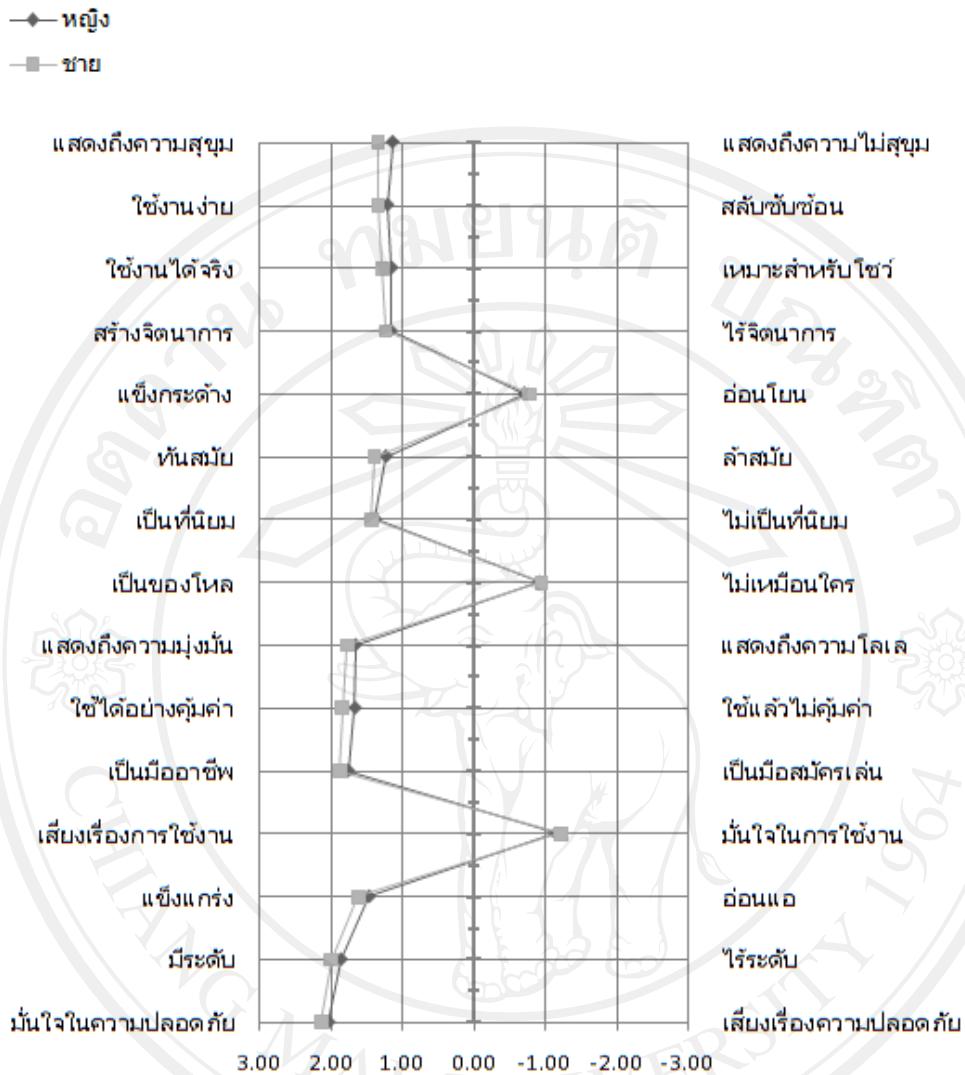 หญิง
ชาย
แสดงถึงความสุขุม แสดงถึงความไม่สุขุม
ใช้งานง่าย สลับซับซ้อน
ใช้งานได้จริง เหมาะสำหรับโชว์
สร้างจิตนาการ ไร้จิตนาการ
แข็งกระด้าง อ่อนโยน
ทันสมัย ล้าสมัย
เป็นที่นิยม ไม่เป็นที่นิยม
เป็นของโหล ไม่เหมือนใคร
แสดงถึงความมุ่งมั่น แสดงถึงความโลเล
ใช้ได้อย่างคุ้มค่า ใช้แล้วไม่คุ้มค่า
เป็นมืออาชีพ เป็นมือสมัครเล่น
เสี่ยงเรื่องการใช้งาน มั่นใจในการใช้งาน
แข็งแกร่ง อ่อนแอ
มีระดับ ไร้ระดับ
มั่นใจในความปลอดภัย เสี่ยงเรื่องความปลอดภัย
3.00 2.00 1.00 0.00 -1.00 -2.00 -3.00